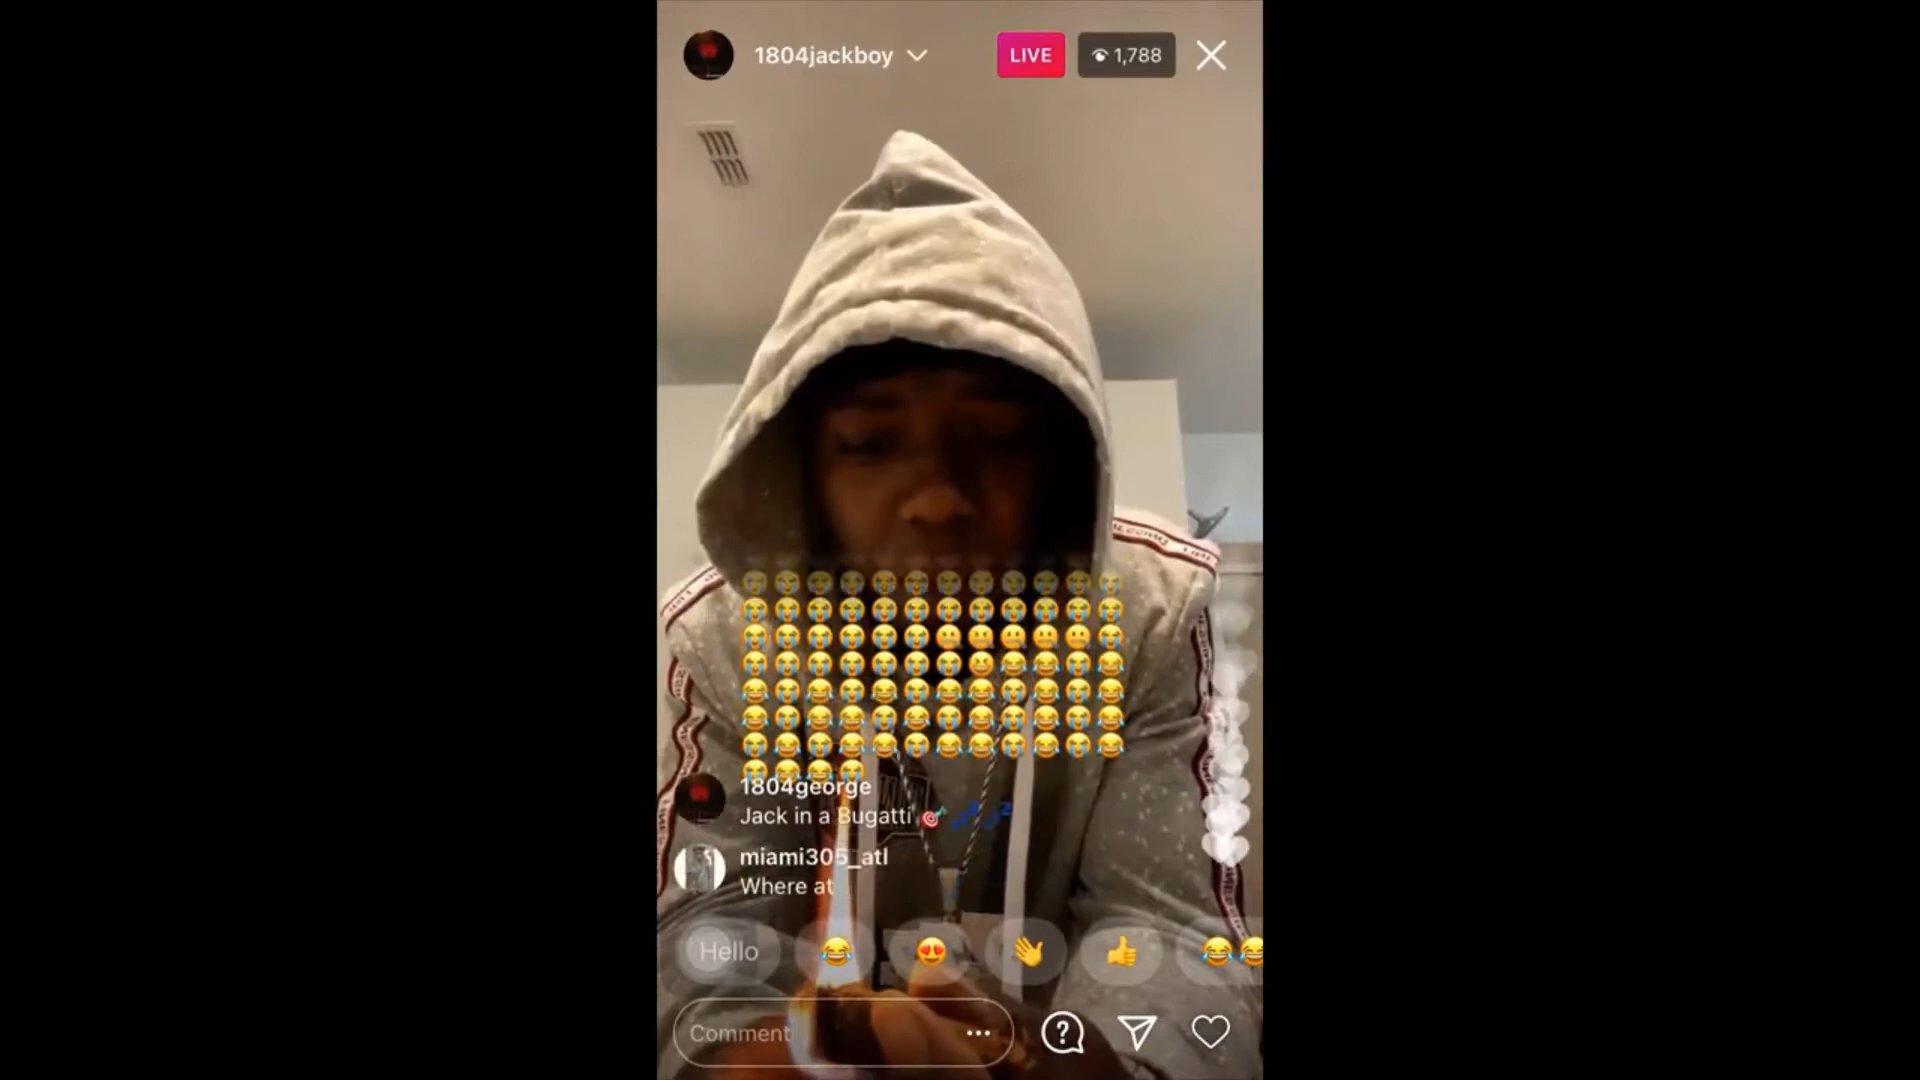 1804jackboy
LIVE
1,788
1804george
Jack in a Bugatti
miami305_atl
Where at
Hello
Comment